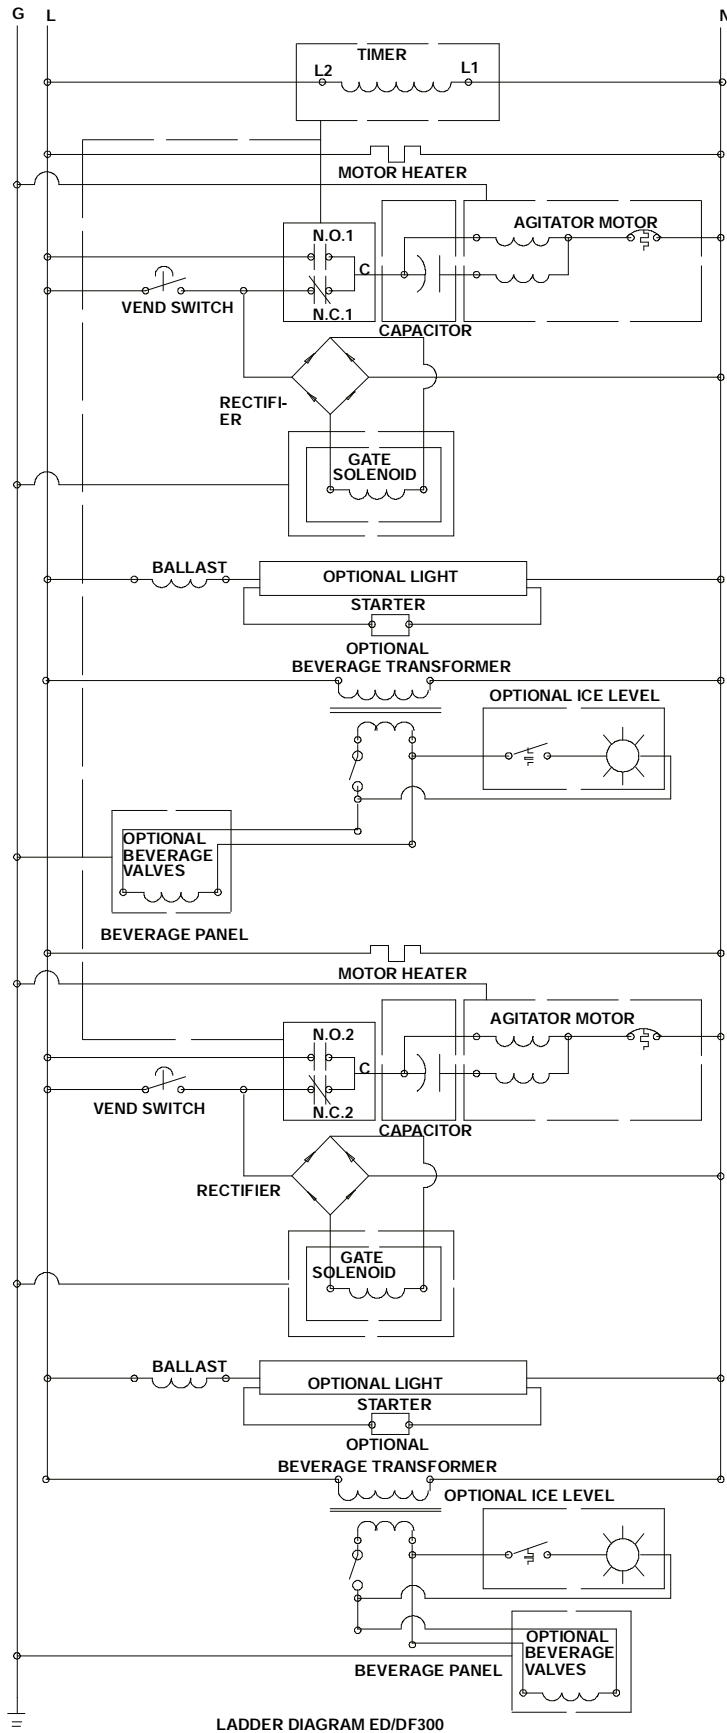 G L N
TIMER
L2 L1
MOTOR HEATER
AGITATOR MOTOR
N.O.1
C
VEND SWITCH
N.C.1
CAPACITOR
RECTIFI-
ER
GATE
SOLENOID
BALLAST
OPTIONAL LIGHT
STARTER
OPTIONAL
BEVERAGE TRANSFORMER
OPTIONAL ICE LEVEL
OPTIONAL
BEVERAGE
VALVES
BEVERAGE PANEL
MOTOR HEATER
AGITATOR MOTOR
N.O.2
C
VEND SWITCH
N.C.2
CAPACITOR
RECTIFIER
GATE
SOLENOID
BALLAST
OPTIONAL LIGHT
STARTER
OPTIONAL
BEVERAGE TRANSFORMER
OPTIONAL ICE LEVEL
OPTIONAL
BEVERAGE
VALVES
BEVERAGE PANEL
LADDER DIAGRAM ED/DF300